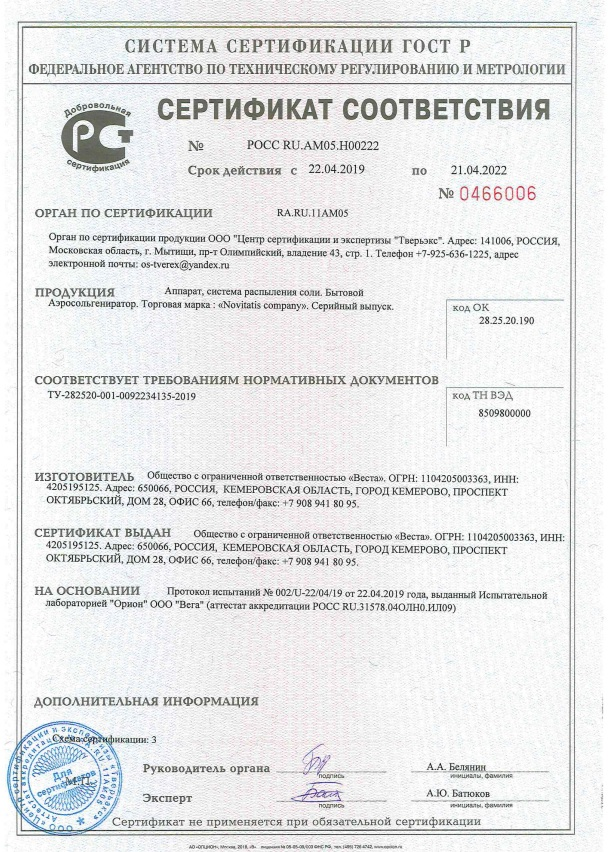 СИСТЕМА СЕРТИФИКАЦИИ ГОСТ Р
ФЕДЕРАЛЬНОЕ АГЕНТСТВО ПО ТЕХНИЧЕСКОМУ РЕГУЛИРОВАНИЮ И МЕТРОЛОГИИ
Добровольная
РСТ
сертификация
СЕРТИФИКАТ СООТВЕТСТВИЯ
№ РОСС RU.АМ05.Н00222
Срок действия с 22.04.2019 по 21.04.2022
№ 0466006
ОРГАН ПО СЕРТИФИКАЦИИ RA.RU.11АМ05
Орган по сертификации продукции ООО "Центр сертификации и экспертизы "Тверьэкс". Адрес: 141006, РОССИЯ,
Московская область, г. Мытищи, пр-т Олимпийский, владение 43, стр. 1. Телефон +7-925-636-1225, адрес
электронной почты: os-tverex@yandex.ru
ПРОДУКЦИЯ Аппарат, система распыления соли. Бытовой
Аэросольгениратор. Торговая марка : «Novitatis company». Серийный выпуск.
код ОК
28.25.20.190
СООТВЕТСТВУЕТ ТРЕБОВАНИЯМ НОРМАТИВНЫХ ДОКУМЕНТОВ
ТУ-282520-001-0092234135-2019
код ТН ВЭД
8509800000
ИЗГОТОВИТЕЛЬ Общество с ограниченной ответственностью «Веста». ОГРН: 1104205003363, ИНН:
4205195125. Адрес: 650066, РОССИЯ, КЕМЕРОВСКАЯ ОБЛАСТЬ, ГОРОД КЕМЕРОВО, ПРОСПЕКТ
ОКТЯБРЬСКИЙ, ДОМ 28, ОФИС 66, телефон/факс: +7 908 941 80 95.
СЕРТИФИКАТ ВЫДАН Общество с ограниченной ответственностью «Веста». ОГРН: 1104205003363, ИНН:
4205195125. Адрес: 650066, РОССИЯ, КЕМЕРОВСКАЯ ОБЛАСТЬ, ГОРОД КЕМЕРОВО, ПРОСПЕКТ
ОКТЯБРЬСКИЙ, ДОМ 28, ОФИС 66, телефон/факс: +7 908 941 80 95.
НА ОСНОВАНИИ Протокол испытаний № 002/U-22/04/19 от 22.04.2019 года, выданный Испытательной
лабораторией "Орион" ООО "Вега" (аттестат аккредитации РОСС RU.31578.04ОЛН0.ИЛ09)
ДОПОЛНИТЕЛЬНАЯ ИНФОРМАЦИЯ
Схема сертификации: 3
Для
сертификатов
М.П.
Руководитель органа
подпись
А.А. Белянин
инициалы, фамилия
Эксперт
подпись
А.Ю. Батюков
инициалы, фамилия
Сертификат не применяется при обязательной сертификации